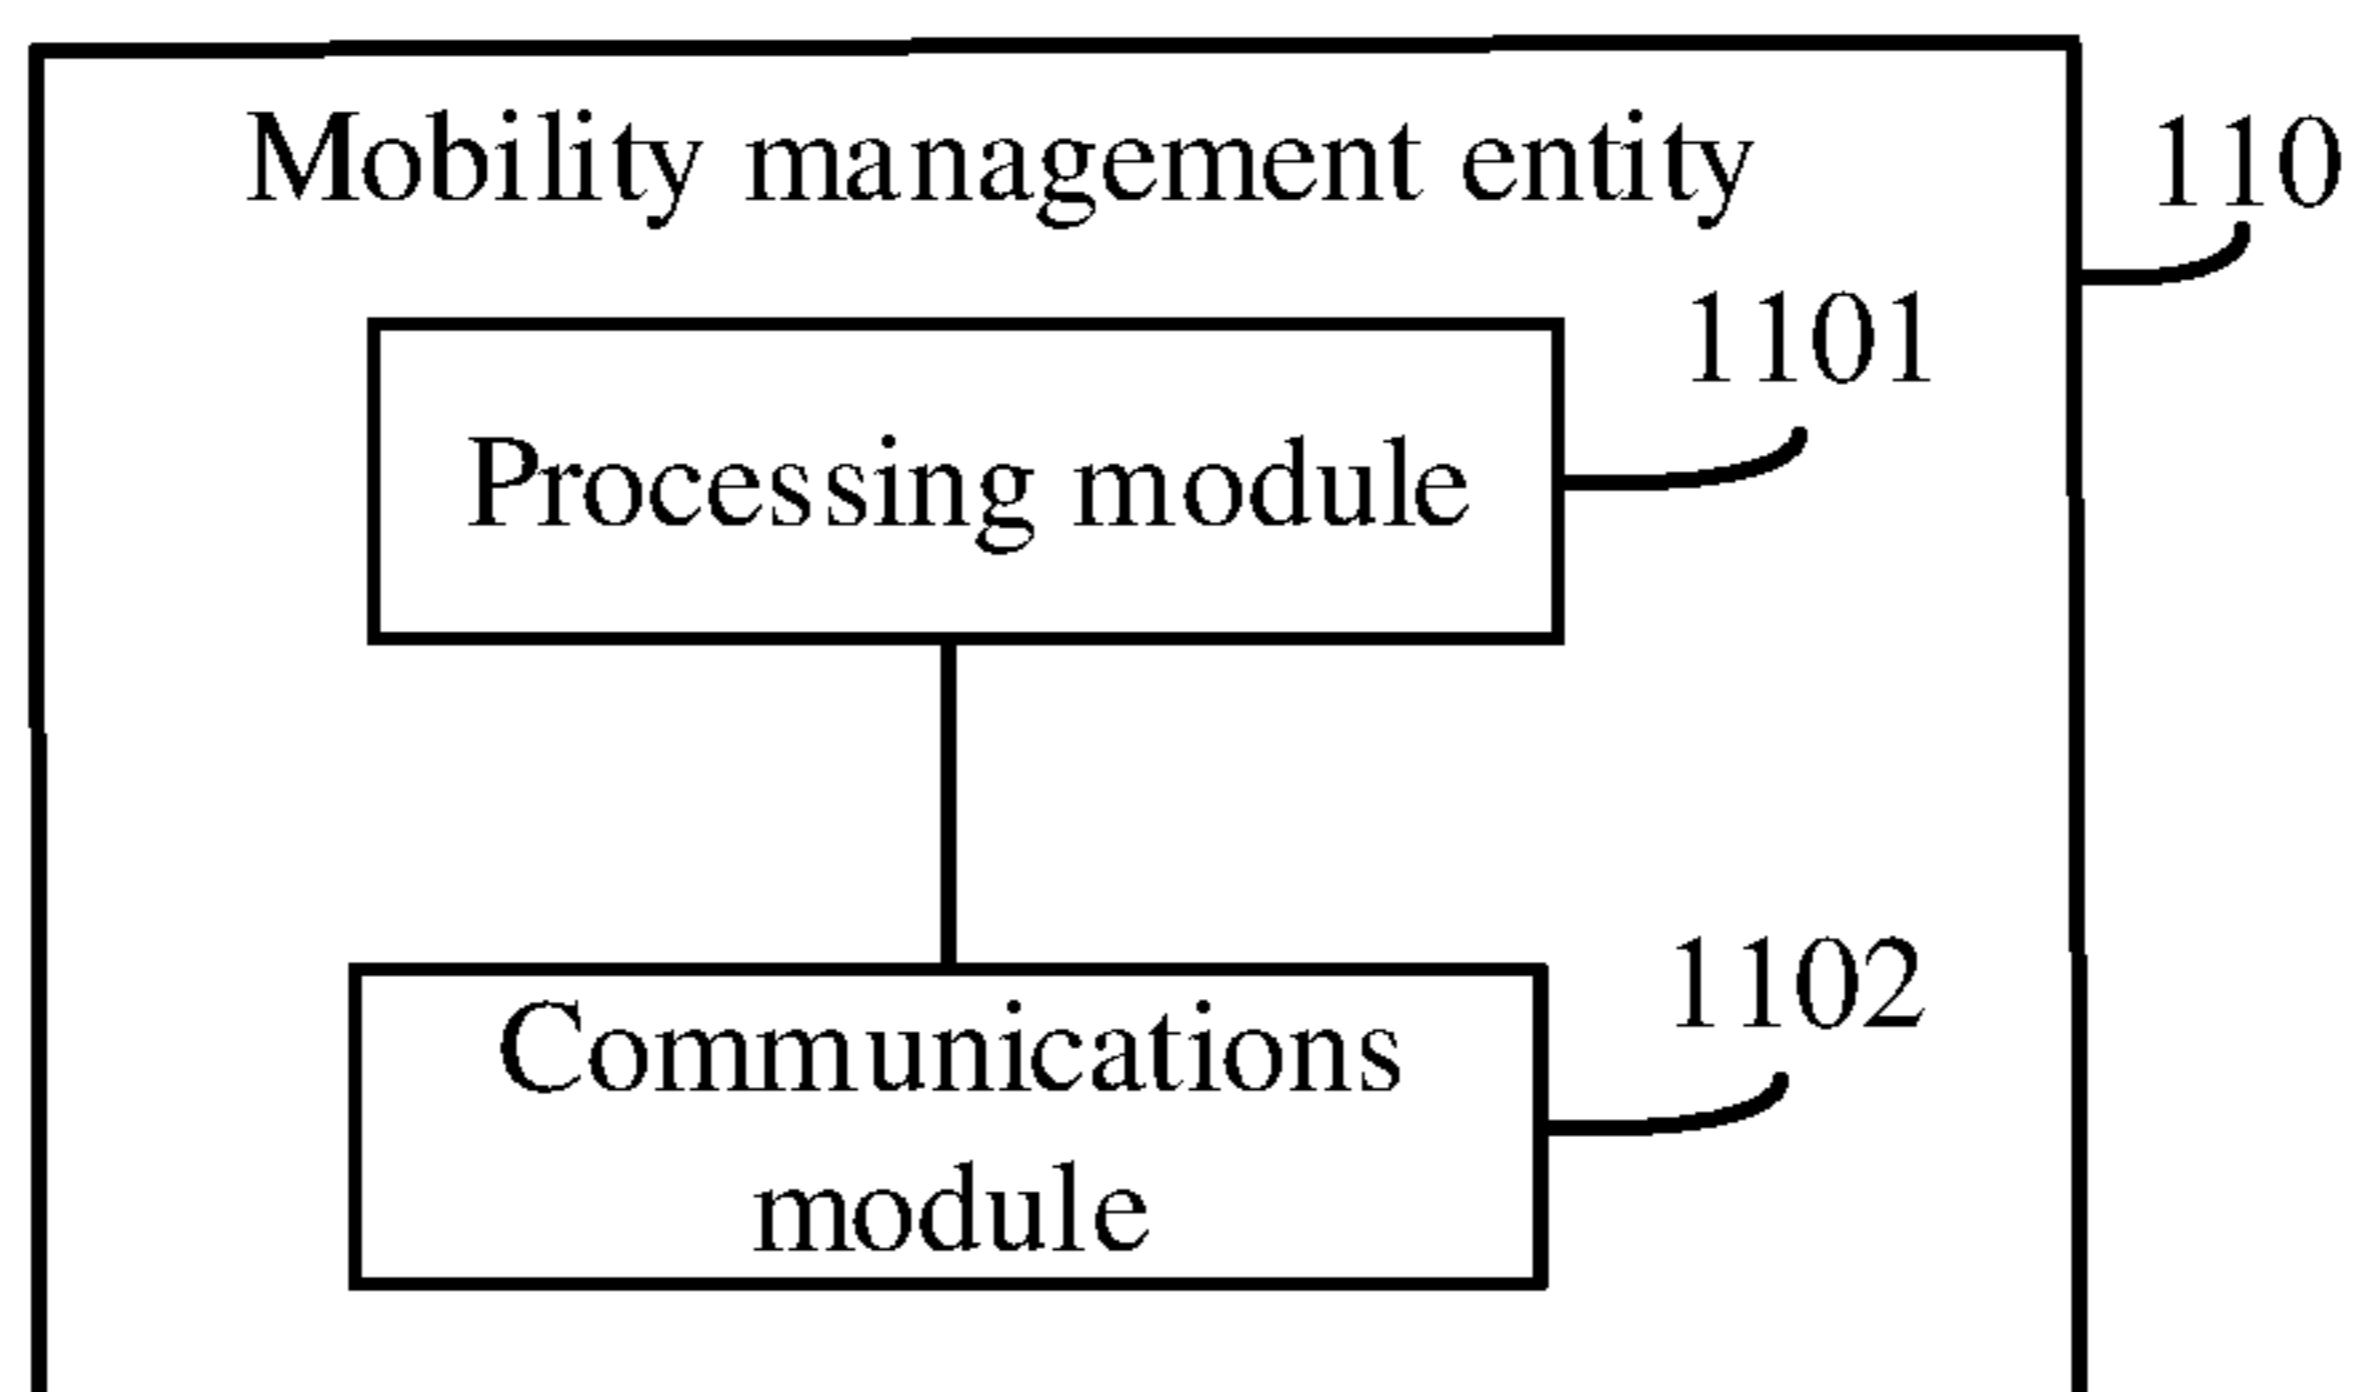 Mobility management entity
110
1101
Processing module
1102
Communications
module